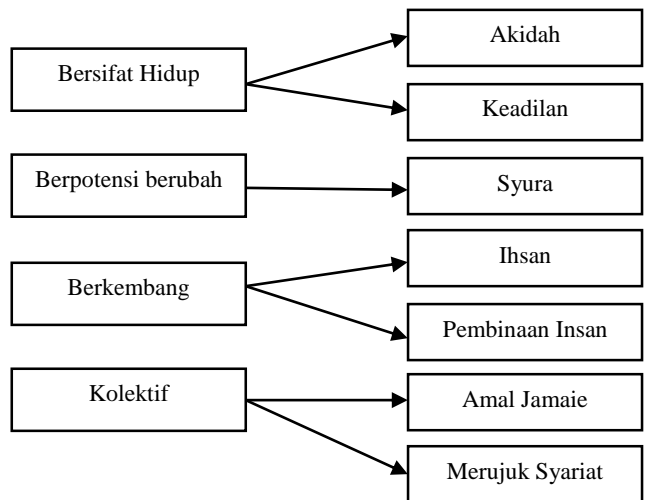 Bersifat Hidup
Akidah
Keadilan
Berpotensi berubah
Syura
Berkembang
Ihsan
Pembinaan Insan
Kolektif
Amal Jamaie
Merujuk Syariat